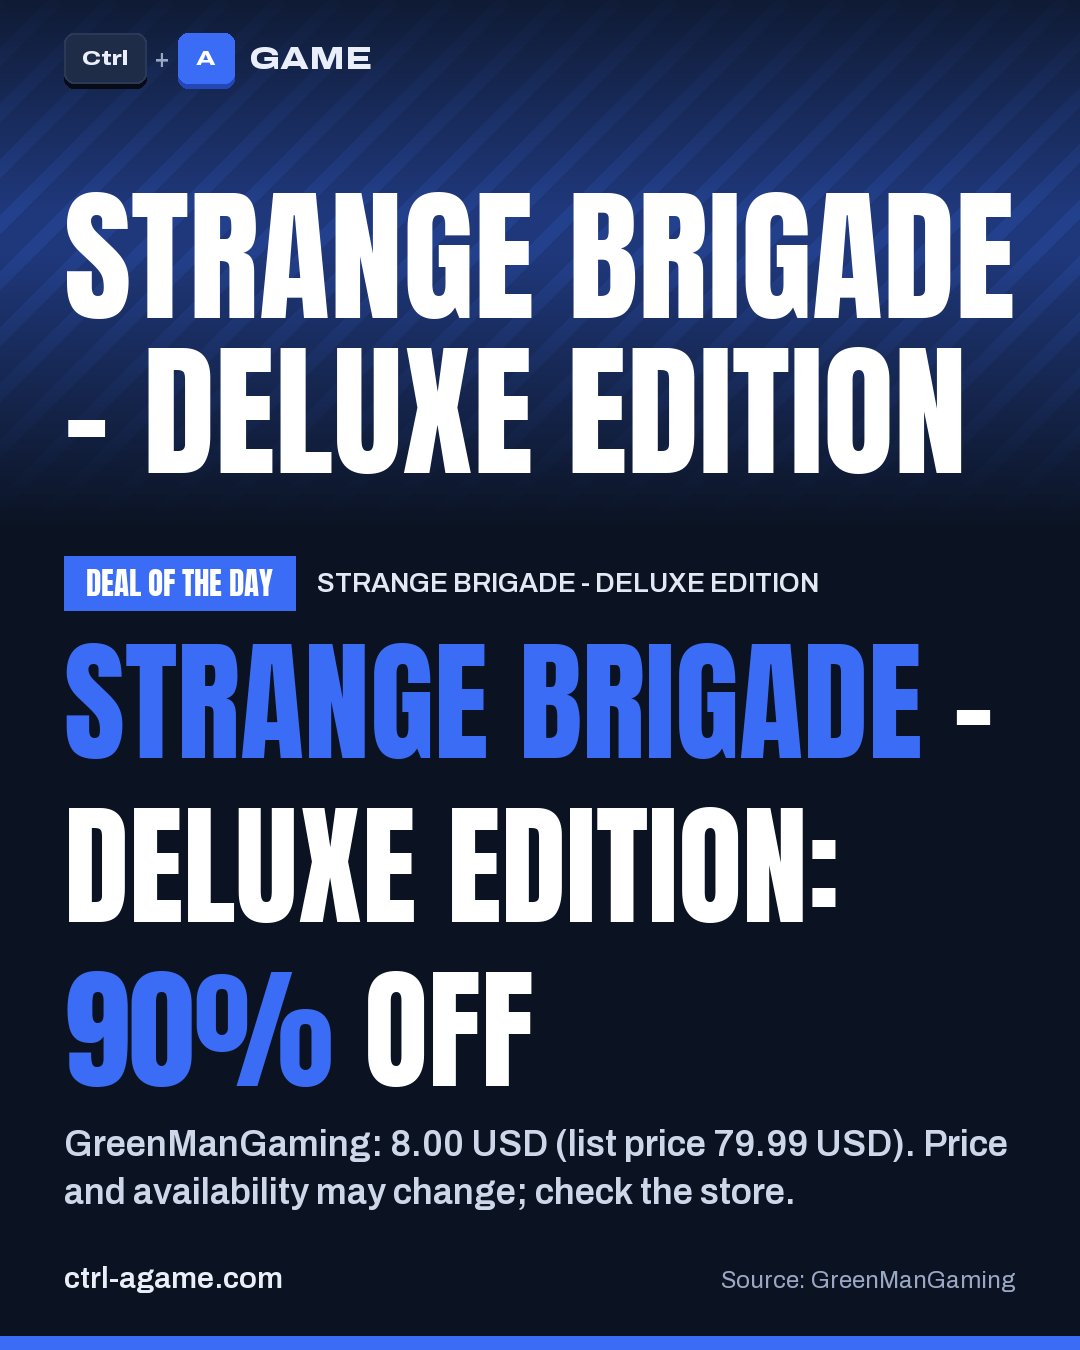 Ctrl + A GAME
STRANGE BRIGADE
- DELUXE EDITION
DEAL OF THE DAY STRANGE BRIGADE - DELUXE EDITION
STRANGE BRIGADE -
DELUXE EDITION:
90% OFF
GreenManGaming: 8.00 USD (list price 79.99 USD). Price
and availability may change; check the store.
ctrl-agame.com Source: GreenManGaming